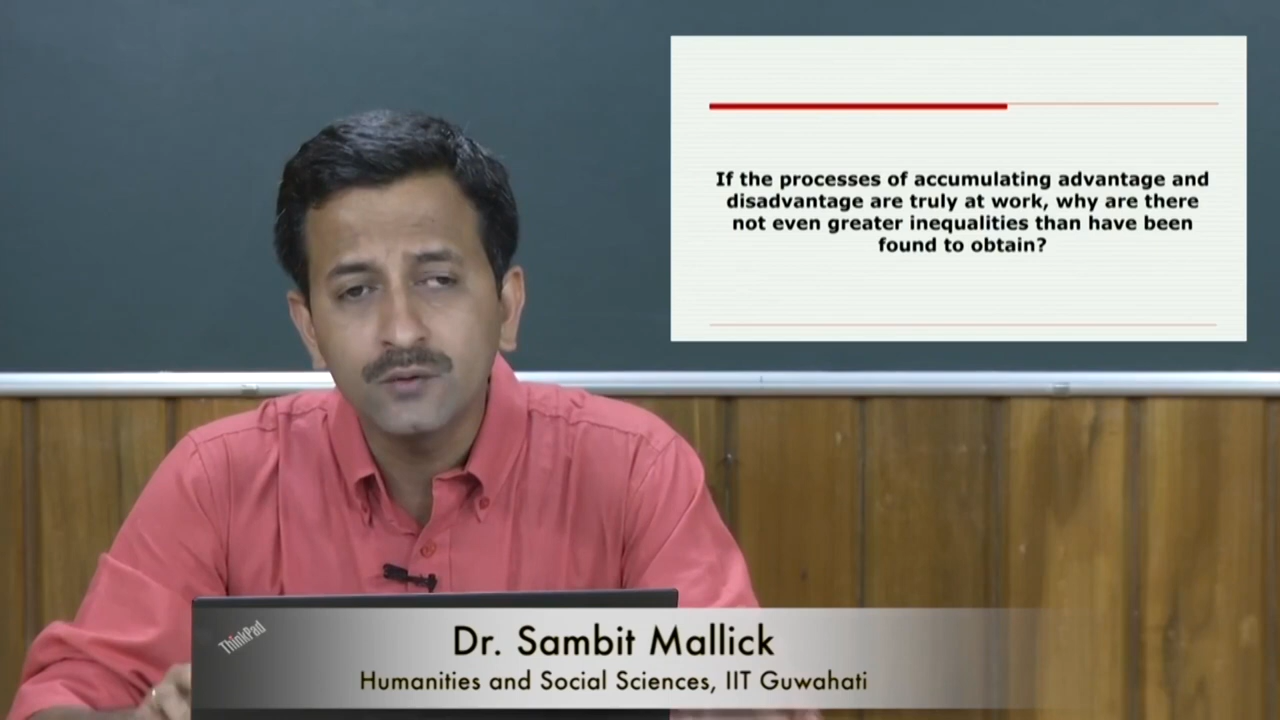 If the processes of accumulating advantage and
disadvantage are truly at work, why are there
not even greater inequalities than have been
found to obtain?
ThinkPad
Dr. Sambit Mallick
Humanities and Social Sciences, IIT Guwahati